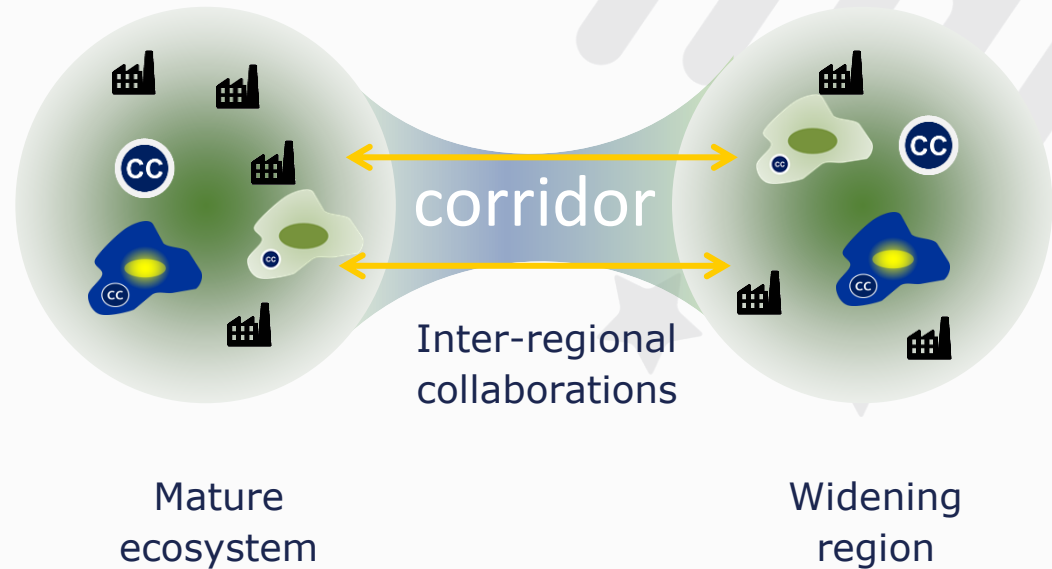 CC
CC
CC
CC
CC
CC
corridor
Inter-regional
collaborations
Mature
ecosystem
Widening
region